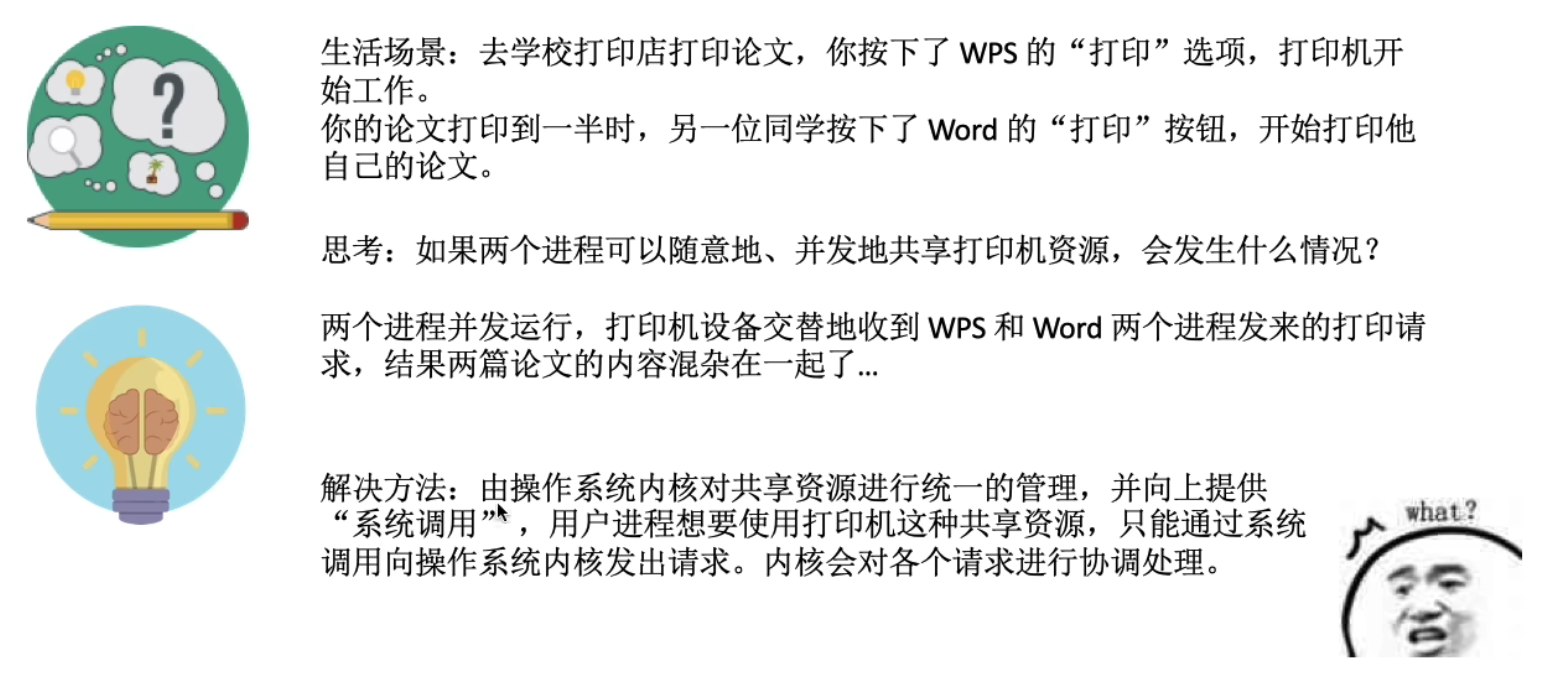 生活场景：去学校打印店打印论文，你按下了 WPS 的“打印”选项，打印机开
始工作。
你的论文打印到一半时，另一位同学按下了 Word 的“打印”按钮，开始打印他
自己的论文。
思考：如果两个进程可以随意地、并发地共享打印机资源，会发生什么情况？
两个进程并发运行，打印机设备交替地收到 WPS 和 Word 两个进程发来的打印请
求，结果两篇论文的内容混杂在一起了...
解决方法：由操作系统内核对共享资源进行统一的管理，并向上提供
“系统调用”，用户进程想要使用打印机这种共享资源，只能通过系统
调用向操作系统内核发出请求。内核会对各个请求进行协调处理。
what?
?